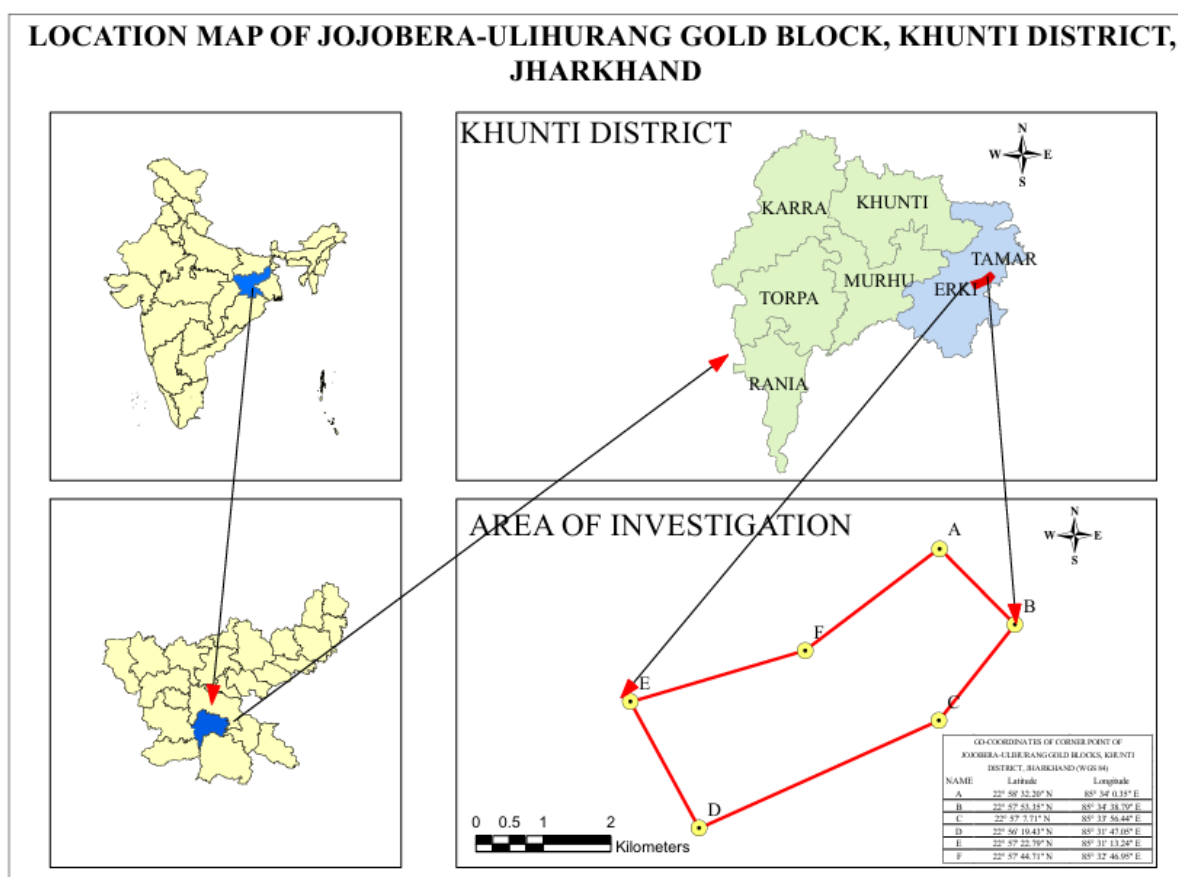 LOCATION MAP OF JOJOBERA-ULIHURANG GOLD BLOCK, KHUNTI DISTRICT,
JHARKHAND
KHUNTI DISTRICT
N
W E
S
KARRA
KHUNTI
TAMAR
MURHU
ERKI
TORPA
RANIA
AREA OF INVESTIGATION
N
W E
S
A
B
F
E
C
D
0 0.5 1 2
Kilometers
GO-COORDINATES OF CORNER POINT OF
JOJOBERA-ULIHURANG GOLD BLOCKS, KHUNTI
DISTRICT, JHARKHAND (WGS 84)
NAME Latitude Longitude
A 22° 58' 32.20" N 85° 34' 0.35" E
B 22° 57' 53.35" N 85° 34' 38.79" E
C 22° 57' 7.71" N 85° 33' 56.44" E
D 22° 56' 19.43" N 85° 31' 47.05" E
E 22° 57' 22.79" N 85° 31' 13.24" E
F 22° 57' 44.71" N 85° 32' 46.95" E